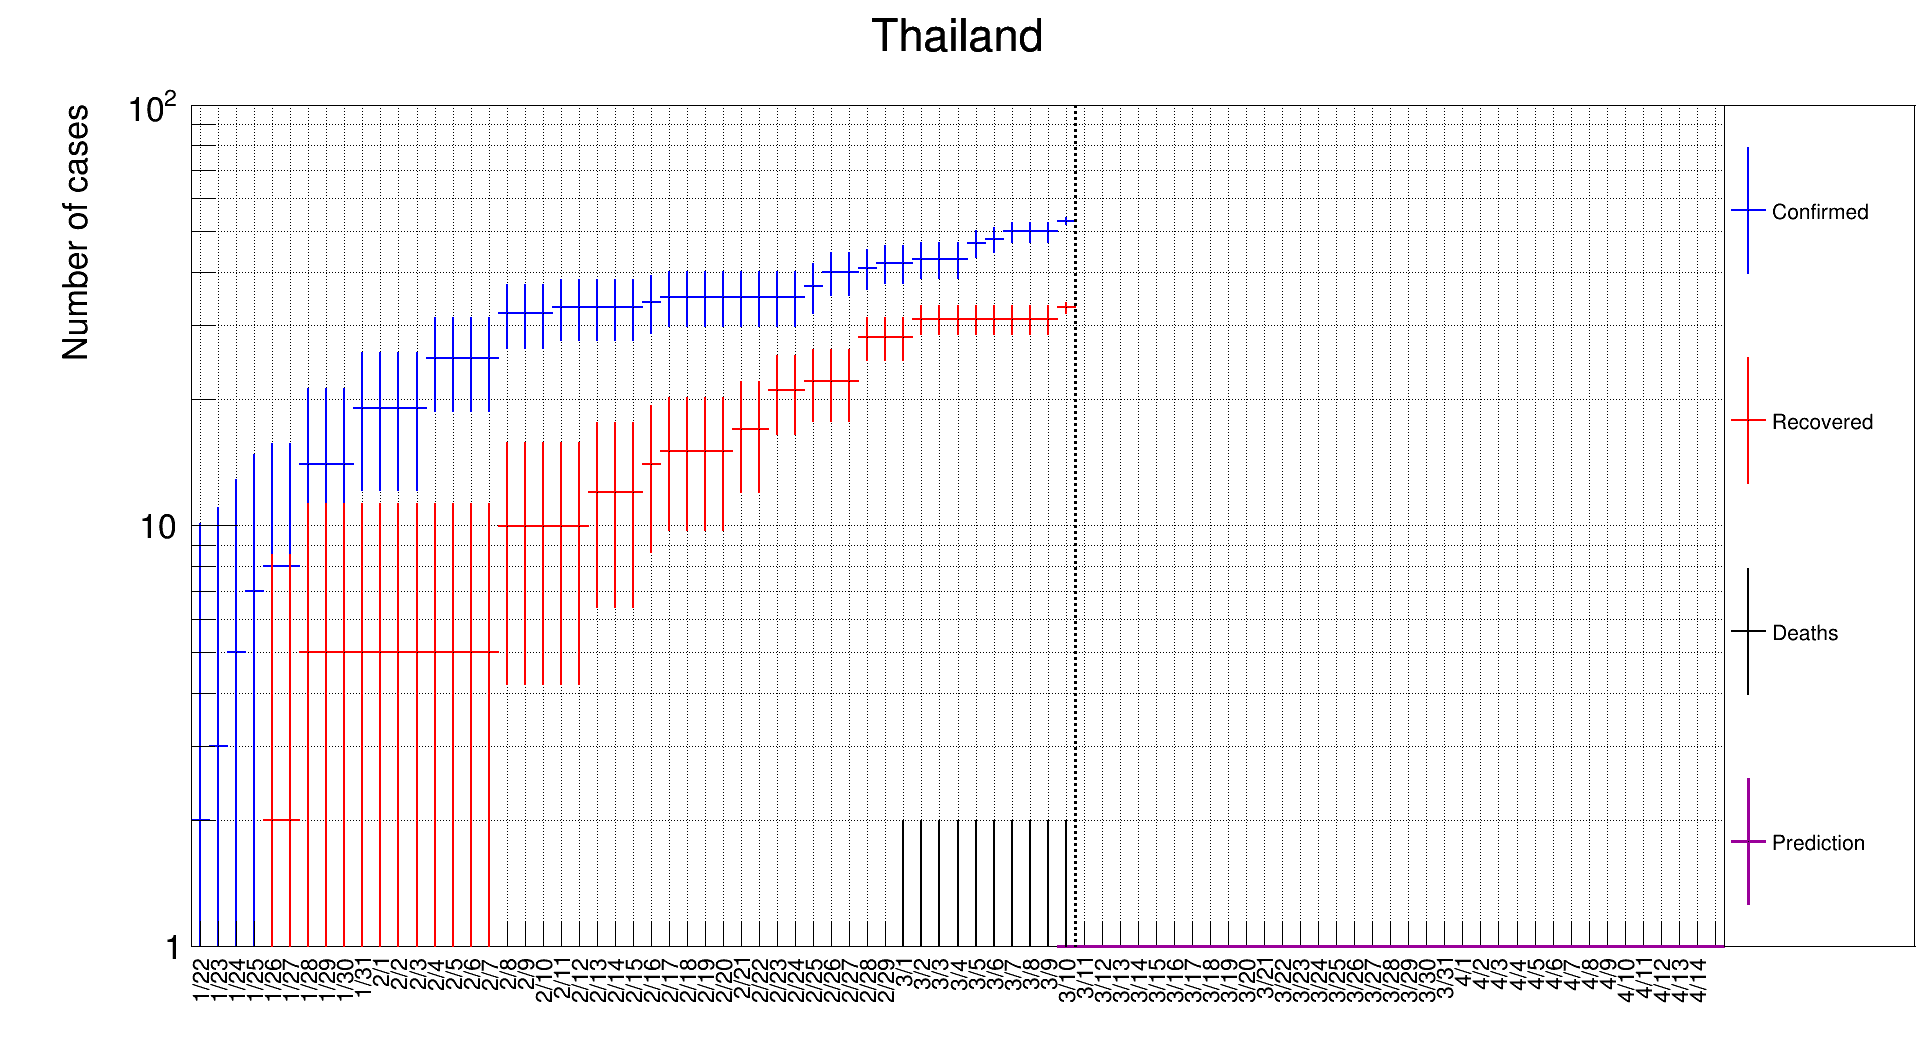 Thailand
Number of cases
10²
10
1
1/22 1/23 1/24 1/25 1/26 1/27 1/28 1/29 1/30 1/31 2/1 2/2 2/3 2/4 2/5 2/6 2/7 2/8 2/9 2/10 2/11 2/12 2/13 2/14 2/15 2/16 2/17 2/18 2/19 2/20 2/21 2/22 2/23 2/24 2/25 2/26 2/27 2/28 2/29 3/1 3/2 3/3 3/4 3/5 3/6 3/7 3/8 3/9 3/10 3/11 3/12 3/13 3/14 3/15 3/16 3/17 3/18 3/19 3/20 3/21 3/22 3/23 3/24 3/25 3/26 3/27 3/28 3/29 3/30 3/31 4/1 4/2 4/3 4/4 4/5 4/6 4/7 4/8 4/9 4/10 4/11 4/12 4/13 4/14
Confirmed
Recovered
Deaths
Prediction